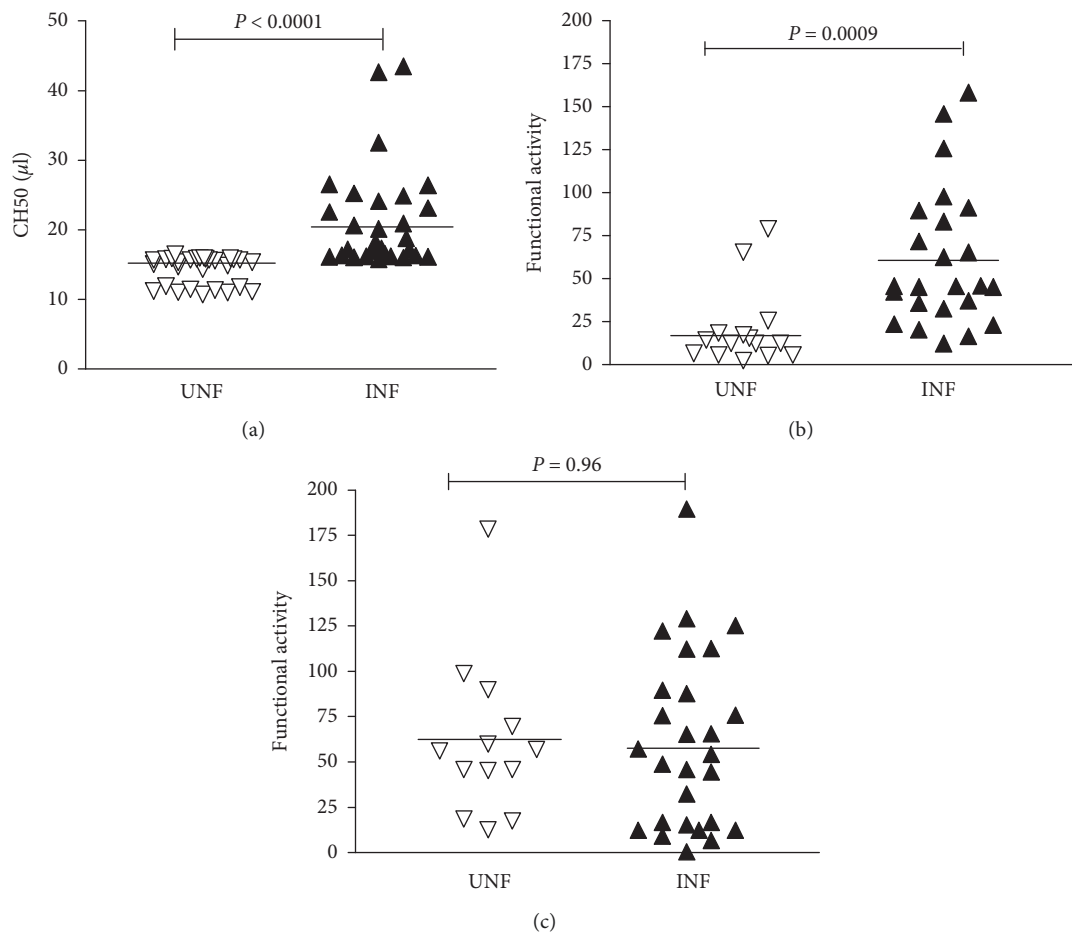 P < 0.0001
50
40
30
20
10
0
CH50 (μl)
UNF
INF
(a)
P = 0.0009
200
175
150
125
100
75
50
25
0
Functional activity
UNF
INF
(b)
P = 0.96
200
175
150
125
100
75
50
25
0
Functional activity
UNF
INF
(c)